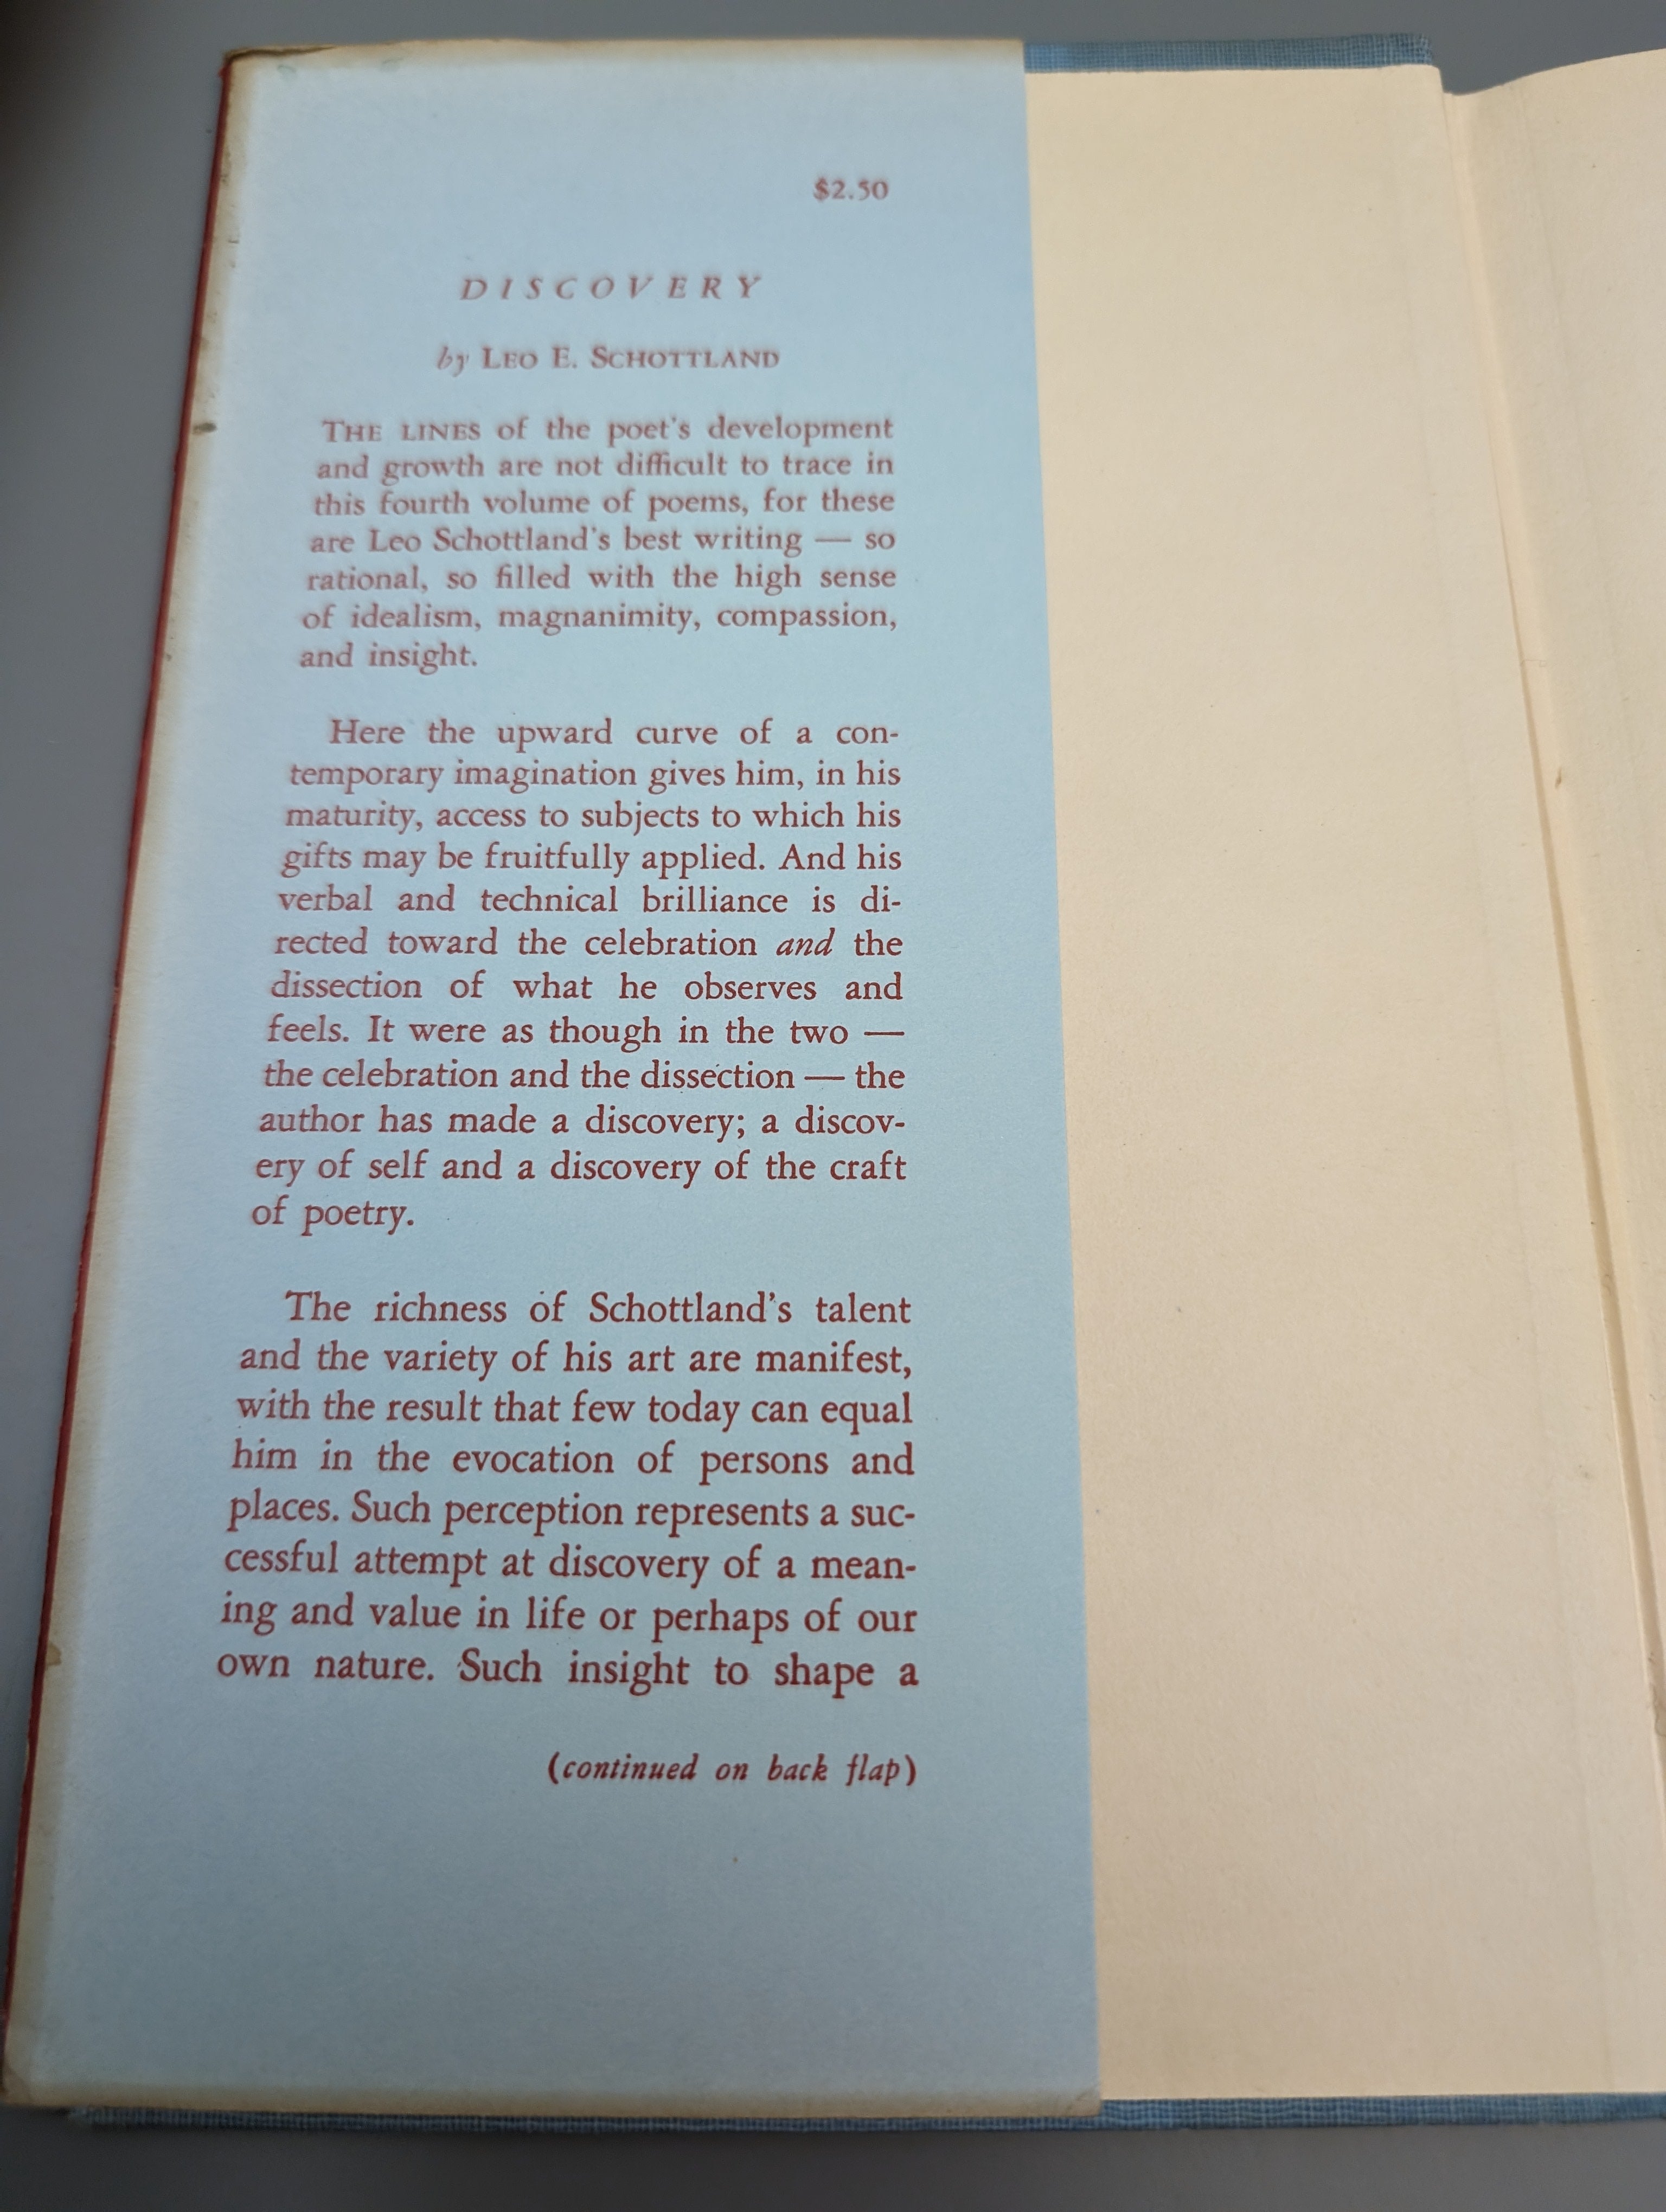 $2.50
DISCOVERY
by LEO E. SCHOTTLAND
THE LINES of the poet's development
and growth are not difficult to trace in
this fourth volume of poems, for these
are Leo Schottland's best writing — so
rational, so filled with the high sense
of idealism, magnanimity, compassion,
and insight.
Here the upward curve of a con-
temporary imagination gives him, in his
maturity, access to subjects to which his
gifts may be fruitfully applied. And his
verbal and technical brilliance is di-
rected toward the celebration and the
dissection of what he observes and
feels. It were as though in the two —
the celebration and the dissection — the
author has made a discovery; a discov-
ery of self and a discovery of the craft
of poetry.
The richness of Schottland's talent
and the variety of his art are manifest,
with the result that few today can equal
him in the evocation of persons and
places. Such perception represents a suc-
cessful attempt at discovery of a mean-
ing and value in life or perhaps of our
own nature. Such insight to shape a
(continued on back flap)